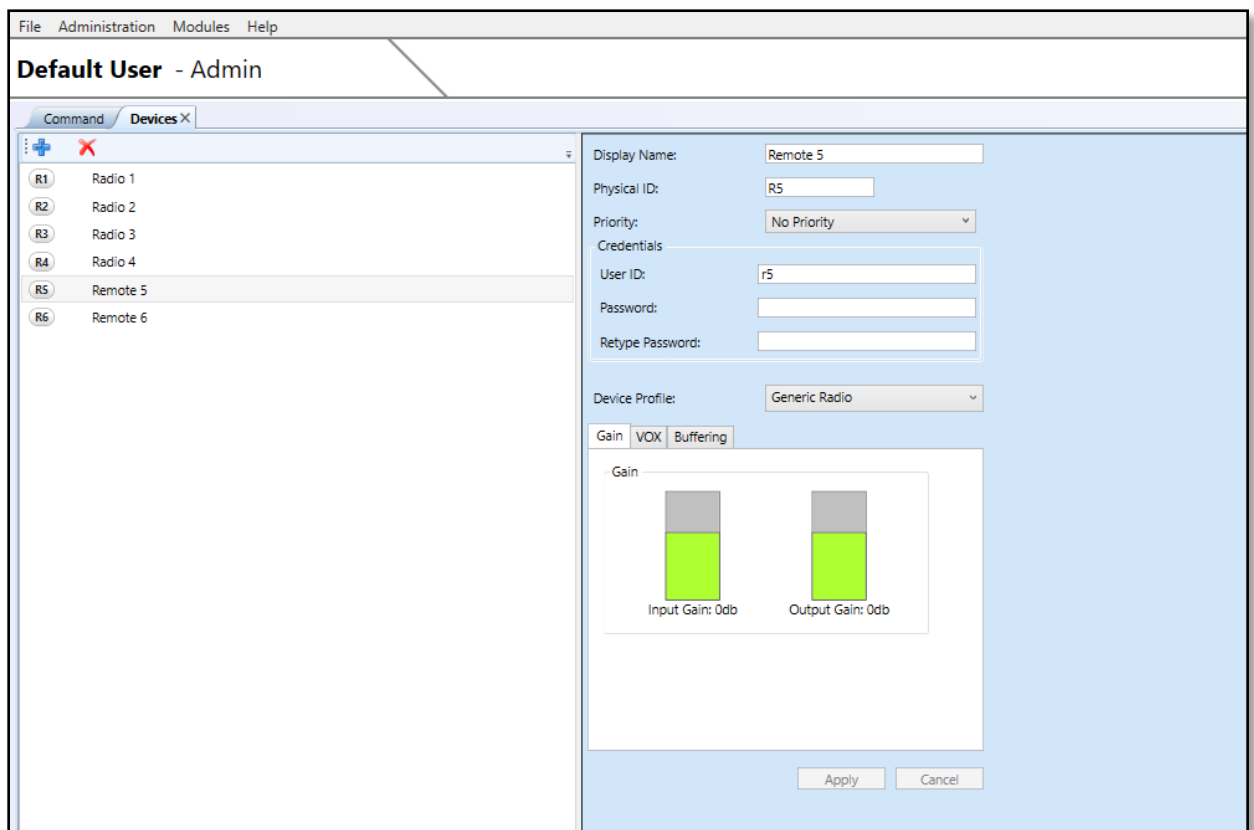 File Administration Modules Help
Default User - Admin
Command Devices
R1 Radio 1
R2 Radio 2
R3 Radio 3
R4 Radio 4
R5 Remote 5
R6 Remote 6
Display Name: Remote 5
Physical ID: R5
Priority: No Priority
Credentials
User ID: r5
Password:
Retype Password:
Device Profile: Generic Radio
Gain VOX Buffering
Gain
Input Gain: 0db Output Gain: 0db
Apply Cancel